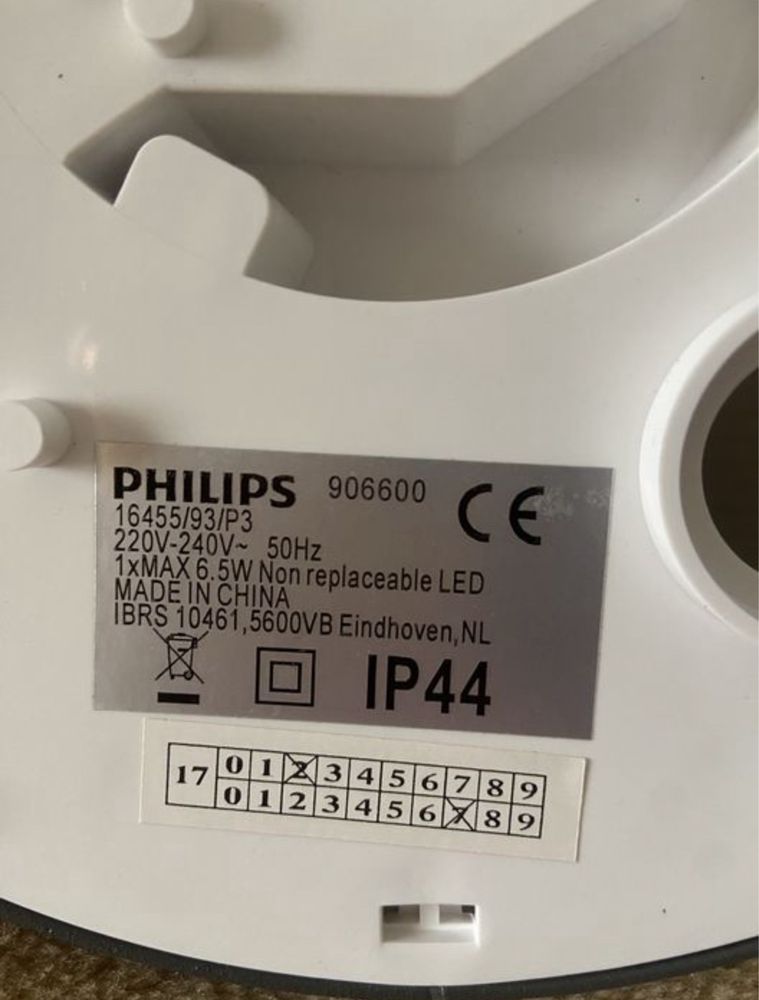 PHILIPS 906600 CE
16455/93/P3
220V-240V~ 50Hz
1xMAX 6.5W Non replaceable LED
MADE IN CHINA
IBRS 10461,5600VB Eindhoven,NL
IP44
17 0 1 2 3 4 5 6 7 8 9
0 1 2 3 4 5 6 7 8 9